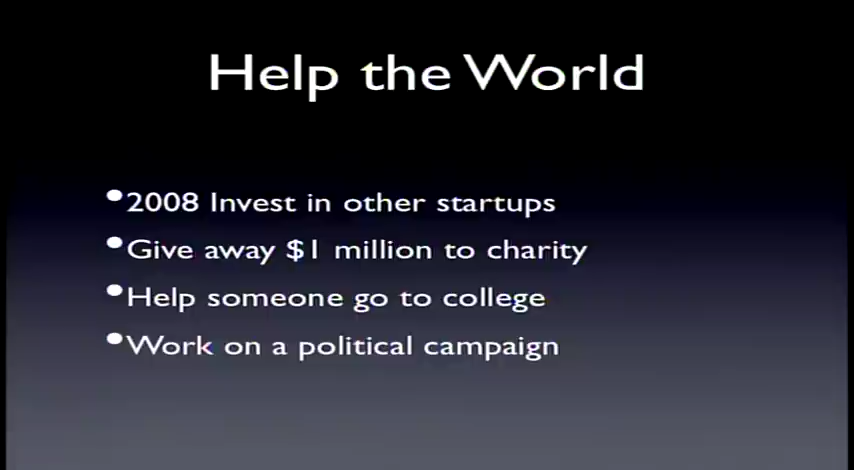 Help the World
•2008 Invest in other startups
•Give away $1 million to charity
•Help someone go to college
•Work on a political campaign